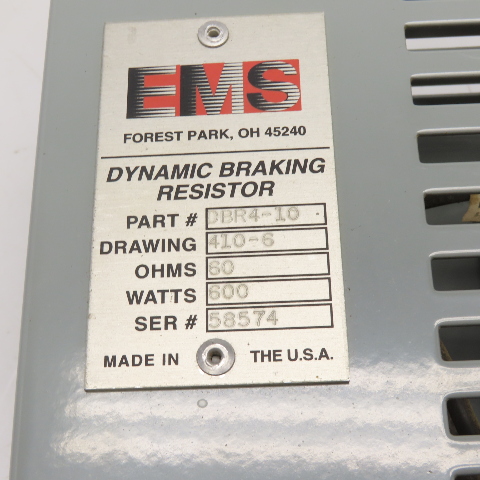 EMS
FOREST PARK, OH 45240
DYNAMIC BRAKING
RESISTOR
PART # DBR4-10
DRAWING 410-6
OHMS 60
WATTS 600
SER # 58574
MADE IN THE U.S.A.